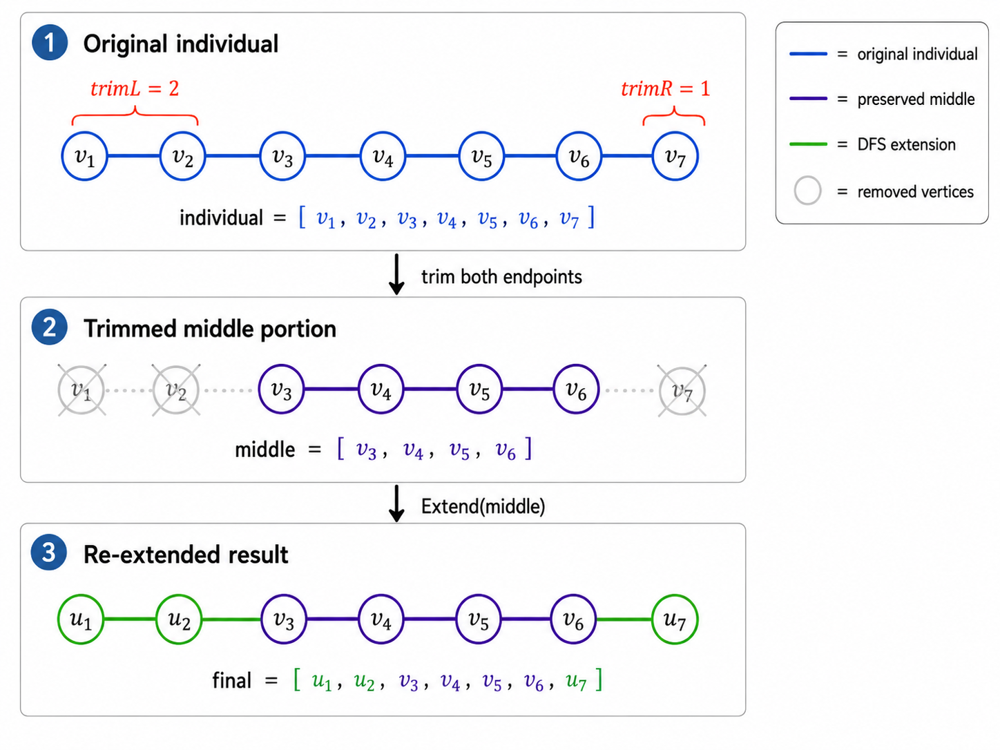 1 Original individual
trimL = 2
trimR = 1
v₁ v₂ v₃ v₄ v₅ v₆ v₇
individual = [ v₁, v₂, v₃, v₄, v₅, v₆, v₇ ]
trim both endpoints
2 Trimmed middle portion
v₁ v₂ v₃ v₄ v₅ v₆ v₇
middle = [ v₃, v₄, v₅, v₆ ]
Extend(middle)
3 Re-extended result
u₁ u₂ v₃ v₄ v₅ v₆ u₇
final = [ u₁, u₂, v₃, v₄, v₅, v₆, u₇ ]
= original individual
= preserved middle
= DFS extension
= removed vertices